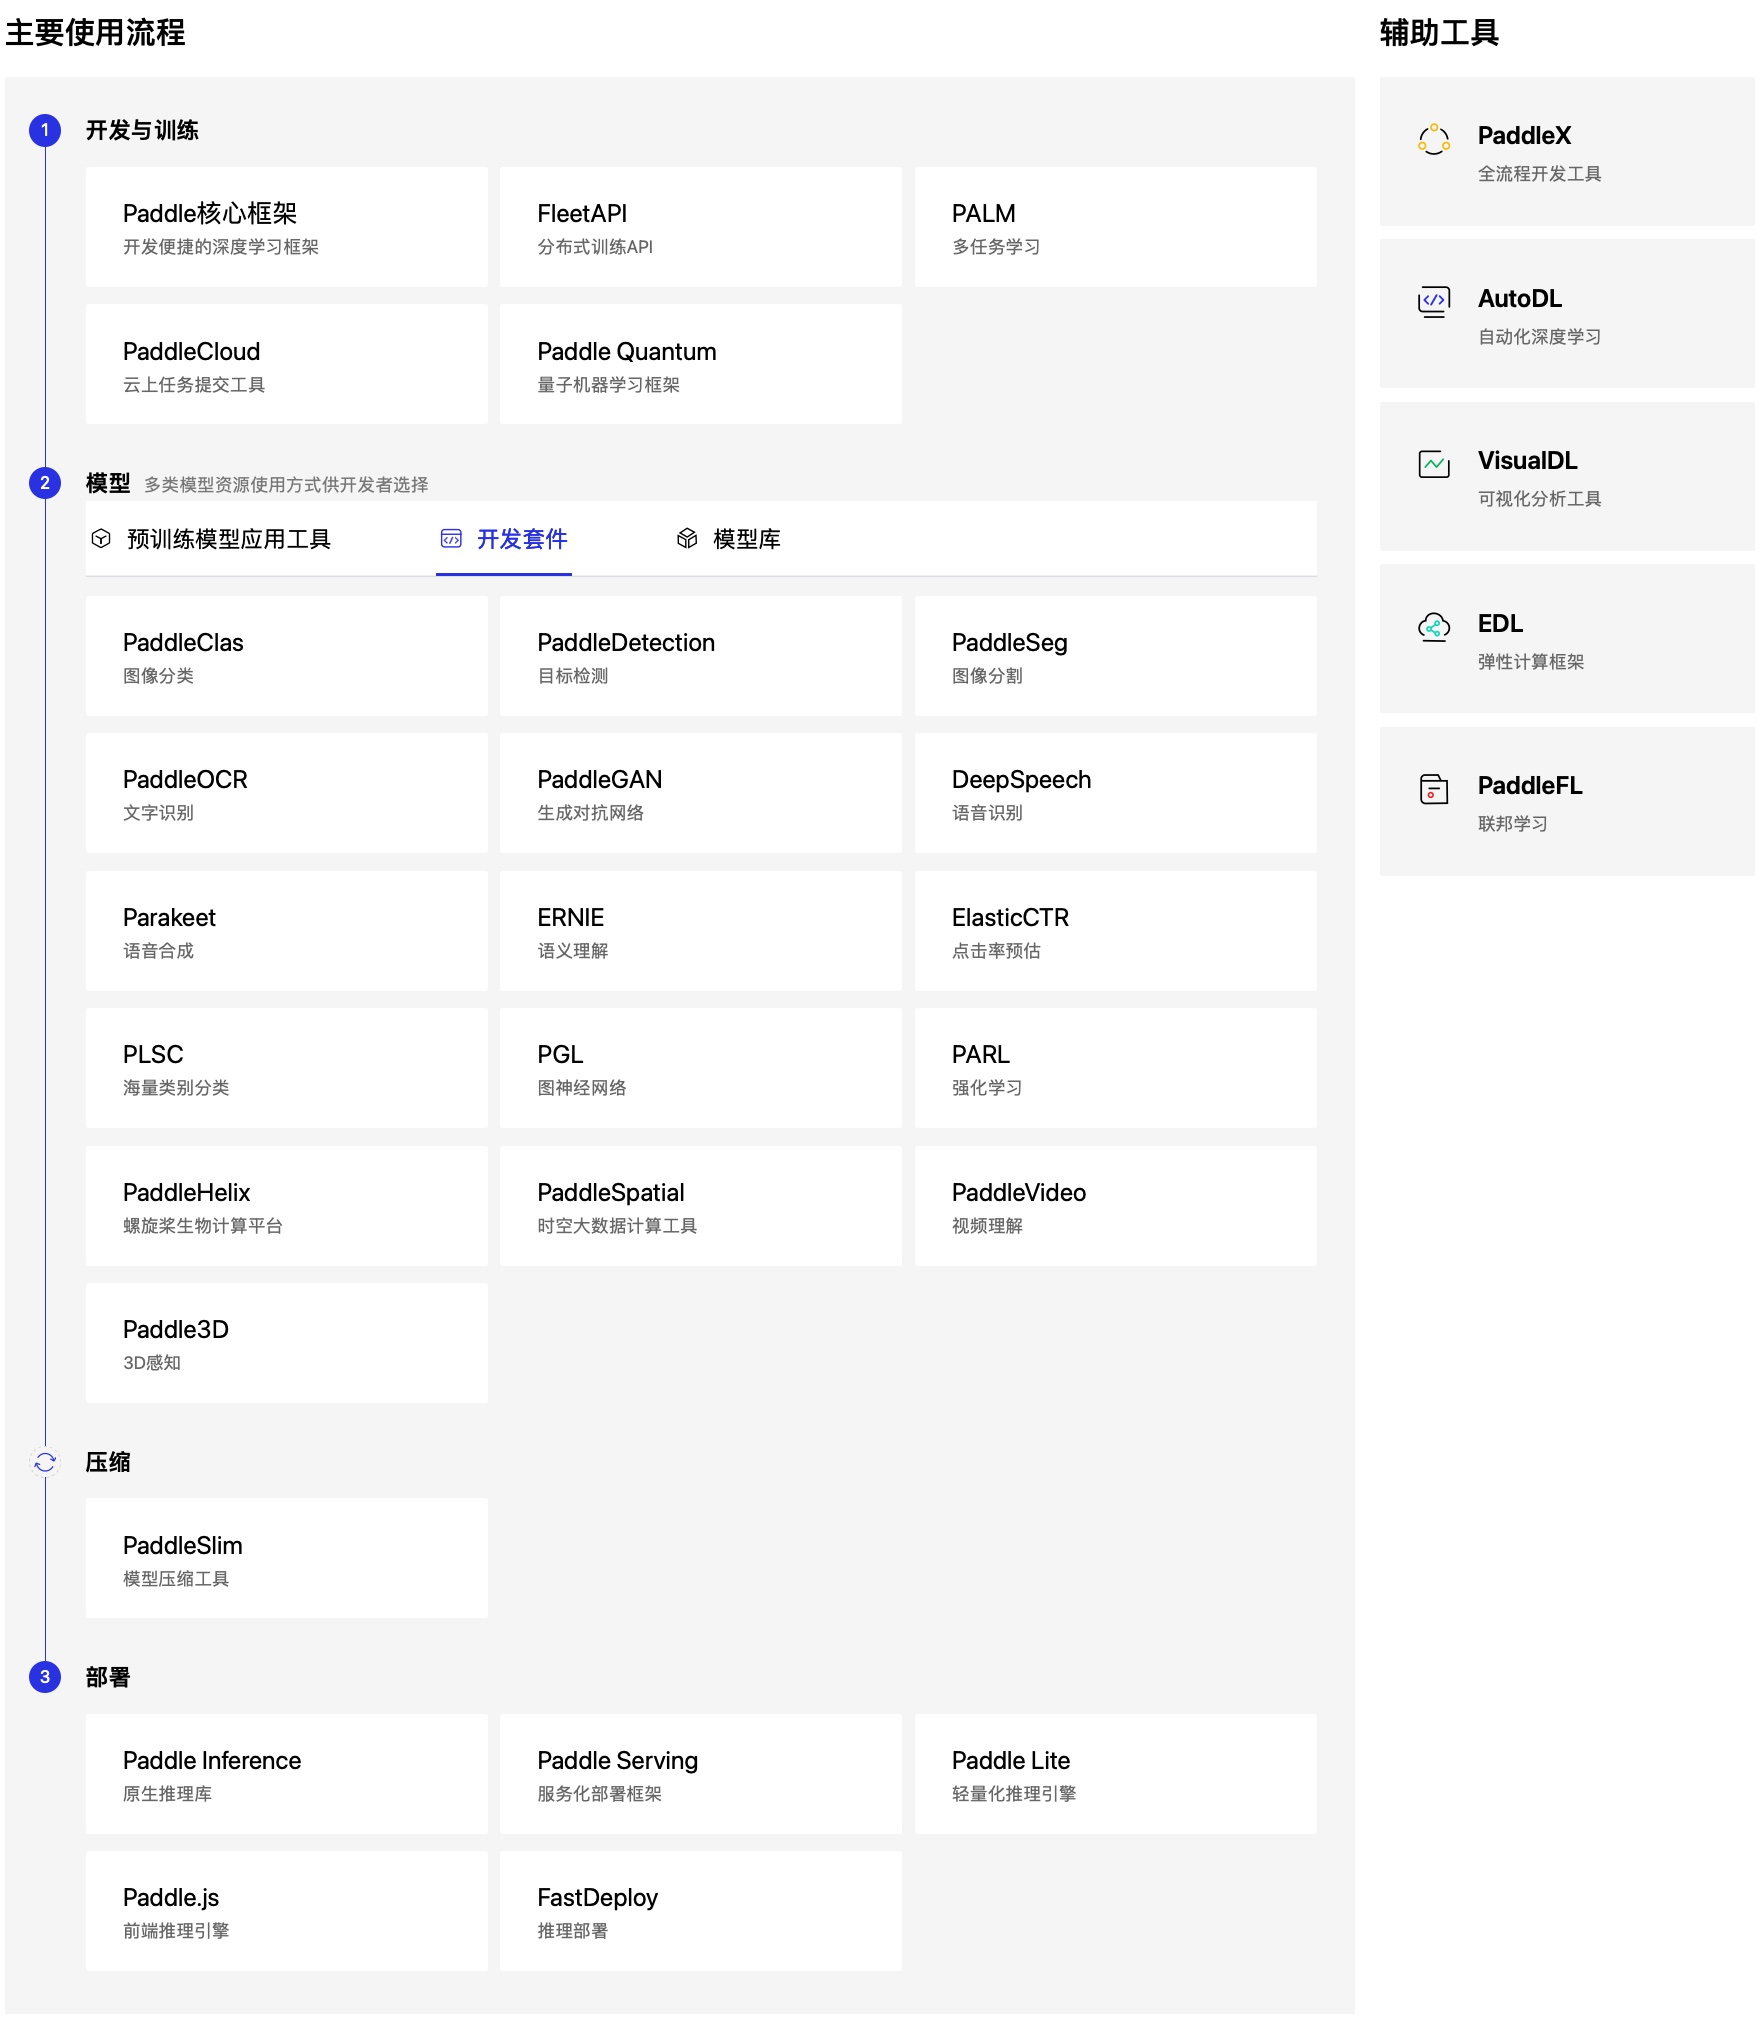 主要使用流程
1
开发与训练
Paddle核心框架
开发便捷的深度学习框架
FleetAPI
分布式训练API
PALM
多任务学习
PaddleCloud
云上任务提交工具
Paddle Quantum
量子机器学习框架
2
模型 多类模型资源使用方式供开发者选择
预训练模型应用工具
开发套件
模型库
PaddleClas
图像分类
PaddleDetection
目标检测
PaddleSeg
图像分割
PaddleOCR
文字识别
PaddleGAN
生成对抗网络
DeepSpeech
语音识别
Parakeet
语音合成
ERNIE
语义理解
ElasticCTR
点击率预估
PLSC
海量类别分类
PGL
图神经网络
PARL
强化学习
PaddleHelix
螺旋桨生物计算平台
PaddleSpatial
时空大数据计算工具
PaddleVideo
视频理解
Paddle3D
3D感知
压缩
PaddleSlim
模型压缩工具
3
部署
Paddle Inference
原生推理库
Paddle Serving
服务化部署框架
Paddle Lite
轻量化推理引擎
Paddle.js
前端推理引擎
FastDeploy
推理部署
辅助工具
PaddleX
全流程开发工具
AutoDL
自动化深度学习
VisualDL
可视化分析工具
EDL
弹性计算框架
PaddleFL
联邦学习